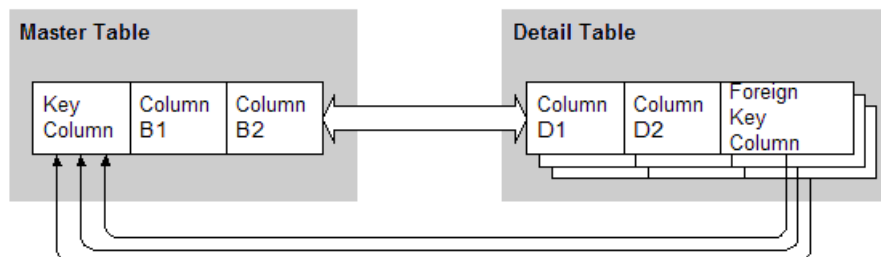 Master Table
Detail Table
Key
Column
Column
B1
Column
B2
Column
D1
Column
D2
Foreign
Key
Column